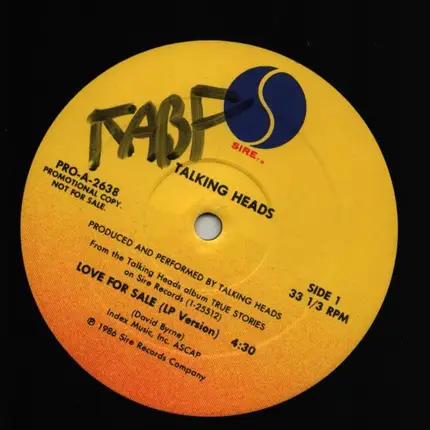 KABF
SIRE
TALKING HEADS
PRO-A-2638
PROMOTIONAL COPY.
NOT FOR SALE.
SIDE 1
33 1/3 RPM
PRODUCED AND PERFORMED BY TALKING HEADS
From the Talking Heads album TRUE STORIES
on Sire Records (1-25512)
LOVE FOR SALE (LP Version) 4:30
(David Byrne)
Index Music, Inc. ASCAP
℗ 1986 Sire Records Company